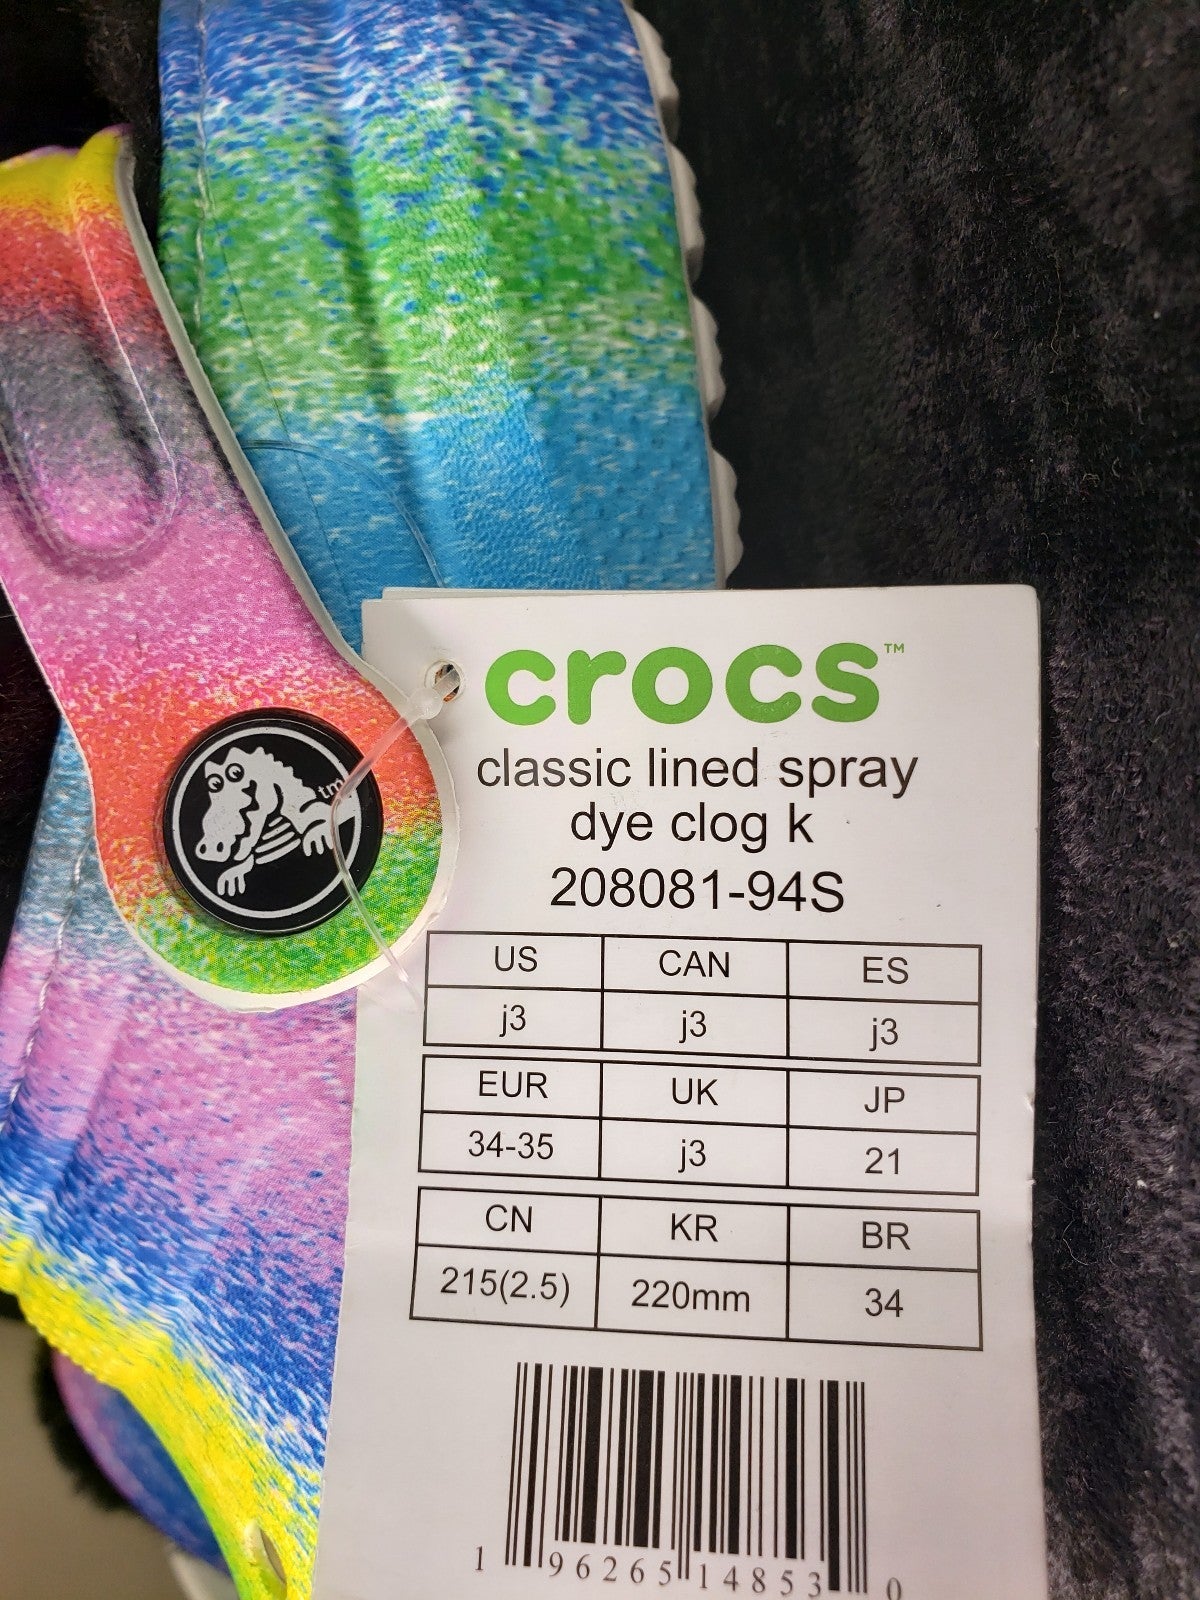 crocs™
classic lined spray
dye clog k
208081-94S
US CAN ES
j3 j3 j3
EUR UK JP
34-35 j3 21
CN KR BR
215(2.5) 220mm 34
1 96265 14853 0
tm